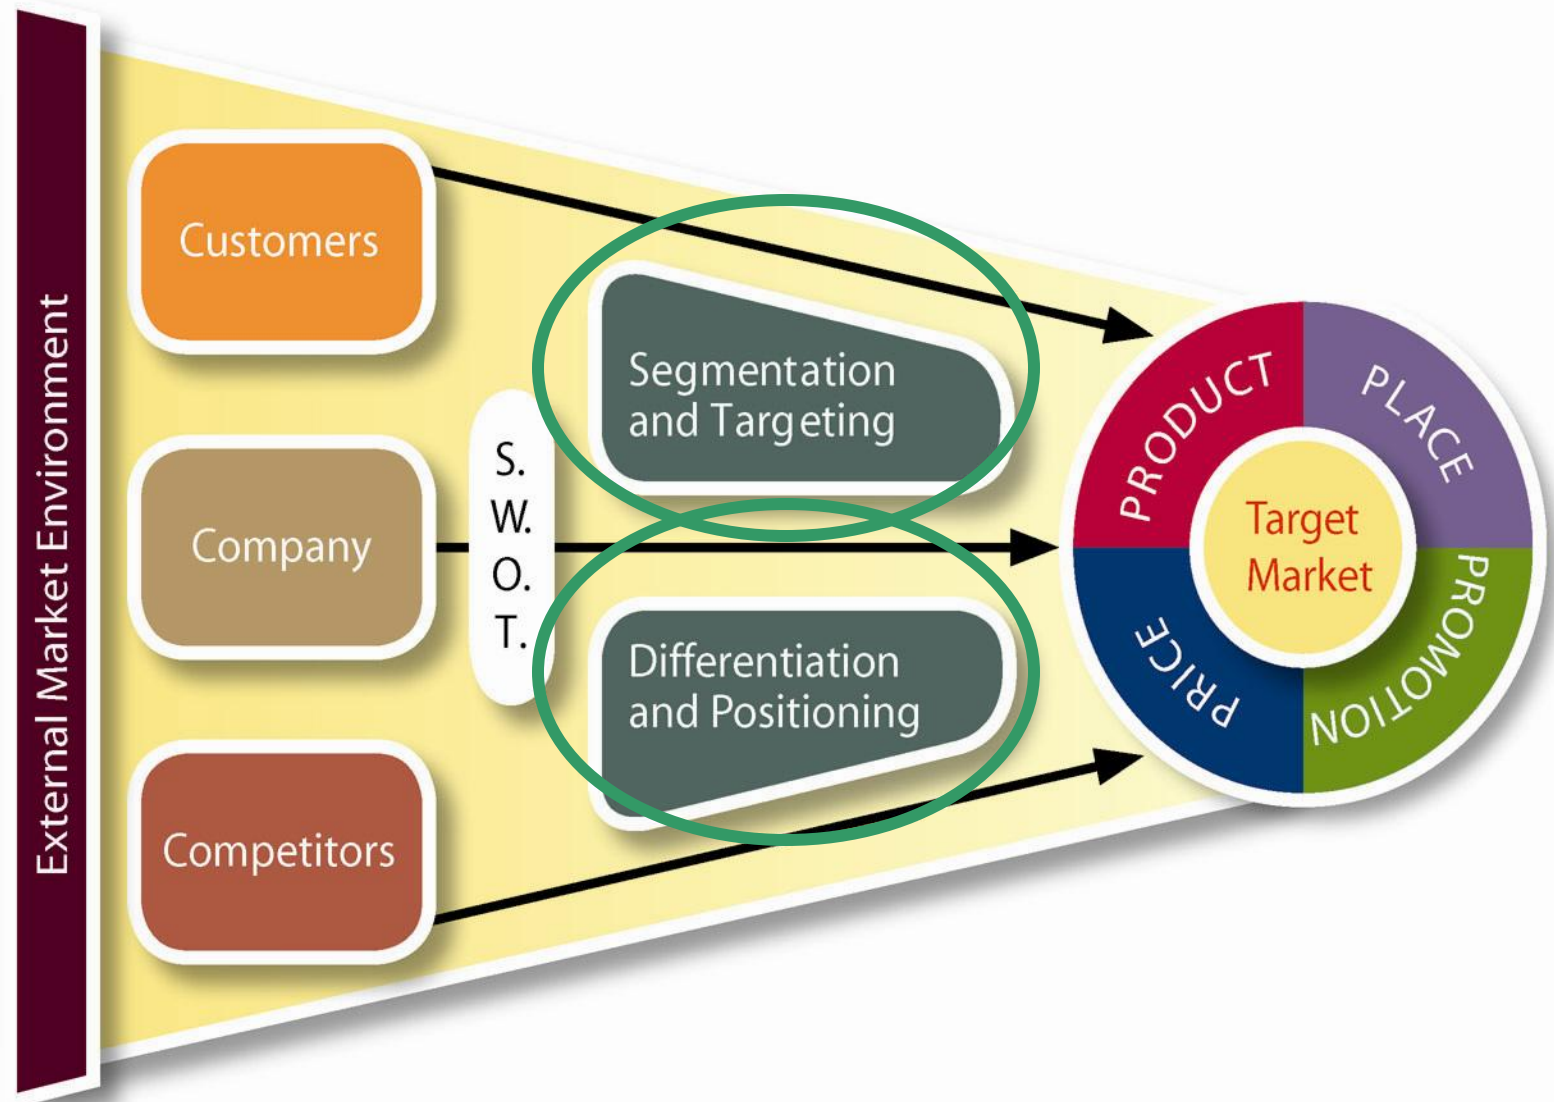 External Market Environment
Customers
Company
Competitors
S.
W.
O.
T.
Segmentation
and Targeting
Differentiation
and Positioning
PRODUCT
PLACE
PRICE
PROMOTION
Target
Market